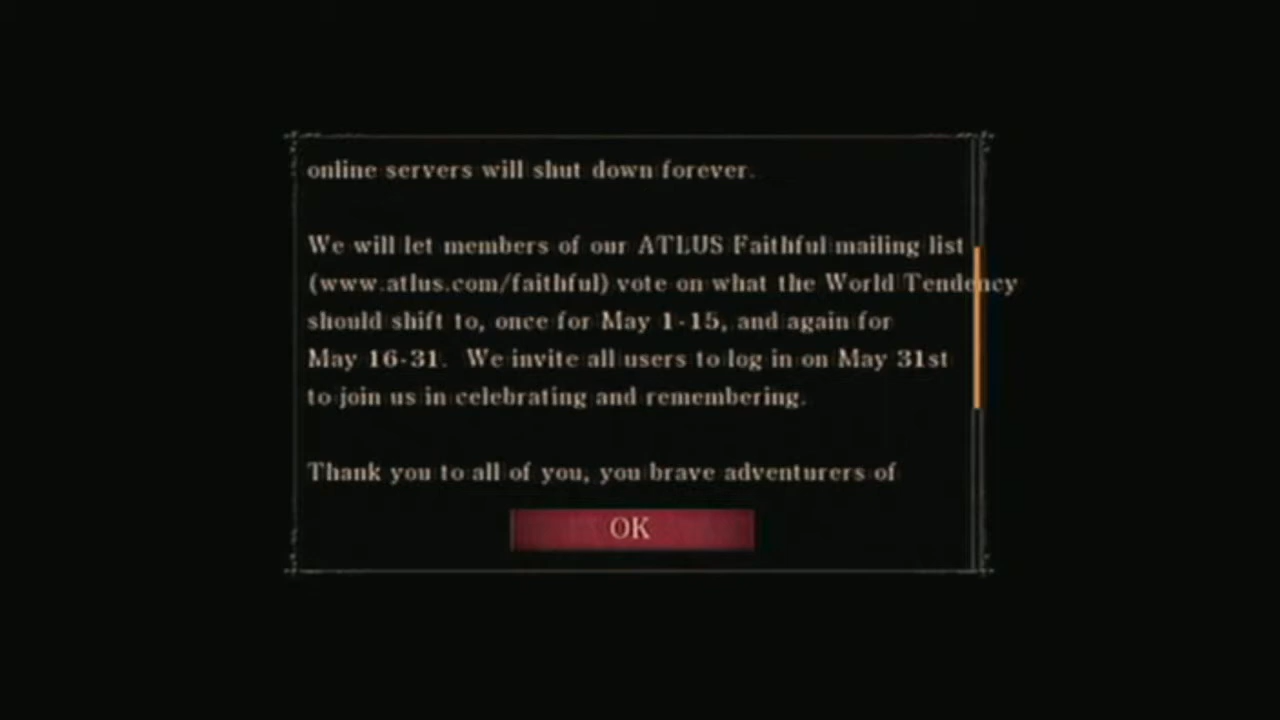 online servers will shut down forever.
We will let members of our ATLUS Faithful mailing list
(www.atlus.com/faithful) vote on what the World Tendency
should shift to, once for May 1-15, and again for
May 16-31. We invite all users to log in on May 31st
to join us in celebrating and remembering.
Thank you to all of you, you brave adventurers of
OK